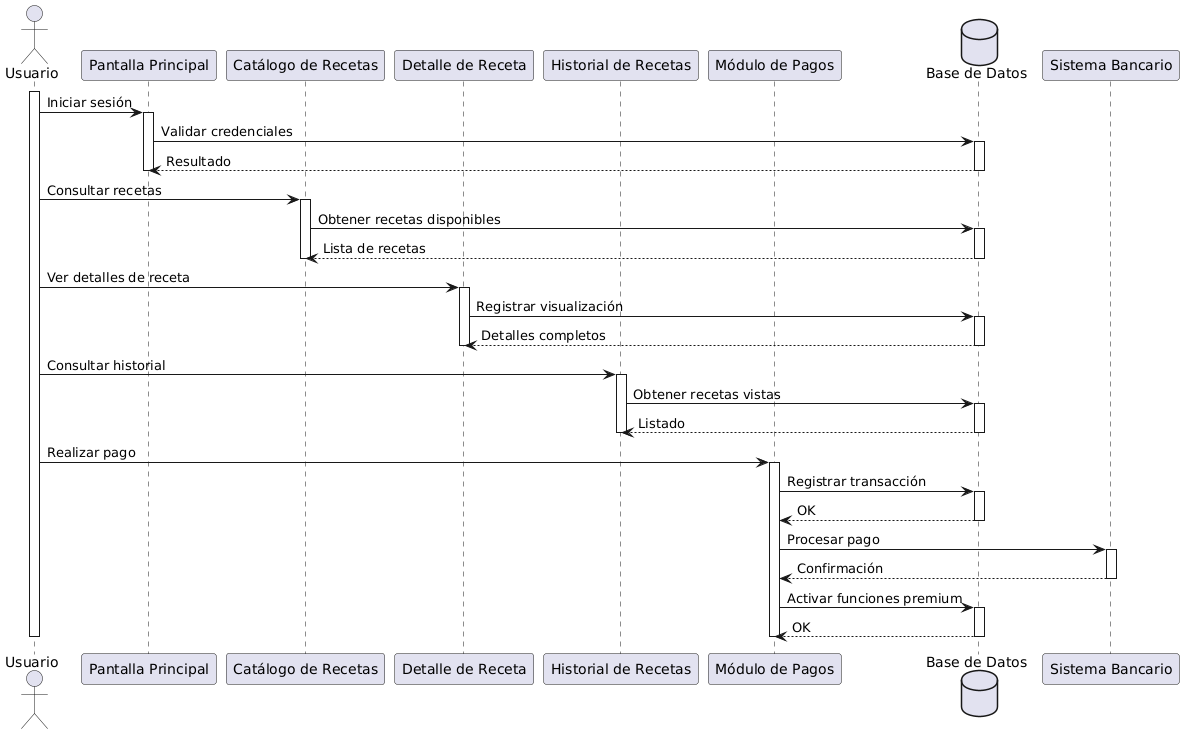 Usuario
Pantalla Principal
Catálogo de Recetas
Detalle de Receta
Historial de Recetas
Módulo de Pagos
Base de Datos
Sistema Bancario
Iniciar sesión
Validar credenciales
Resultado
Consultar recetas
Obtener recetas disponibles
Lista de recetas
Ver detalles de receta
Registrar visualización
Detalles completos
Consultar historial
Obtener recetas vistas
Listado
Realizar pago
Registrar transacción
OK
Procesar pago
Confirmación
Activar funciones premium
OK
Usuario
Pantalla Principal
Catálogo de Recetas
Detalle de Receta
Historial de Recetas
Módulo de Pagos
Base de Datos
Sistema Bancario